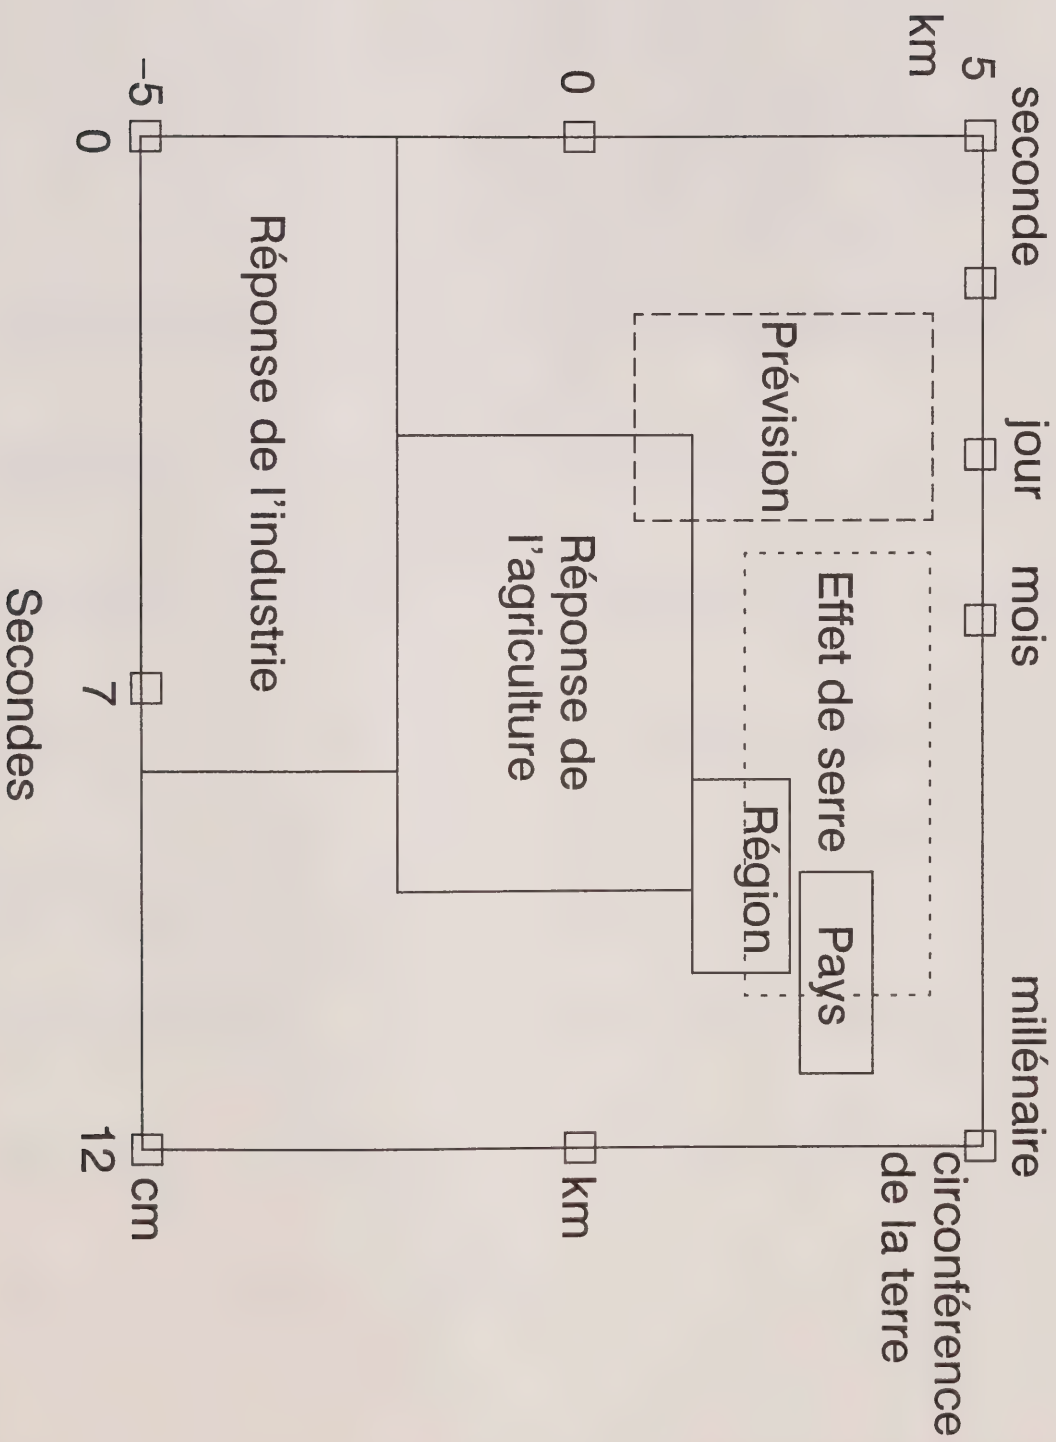 seconde jour mois millénaire
5
km
circonférence
de la terre
Prévision
Effet de serre
Pays
Région
0
km
Réponse de
l'agriculture
Réponse de l'industrie
–5
cm
0 7 12
Secondes